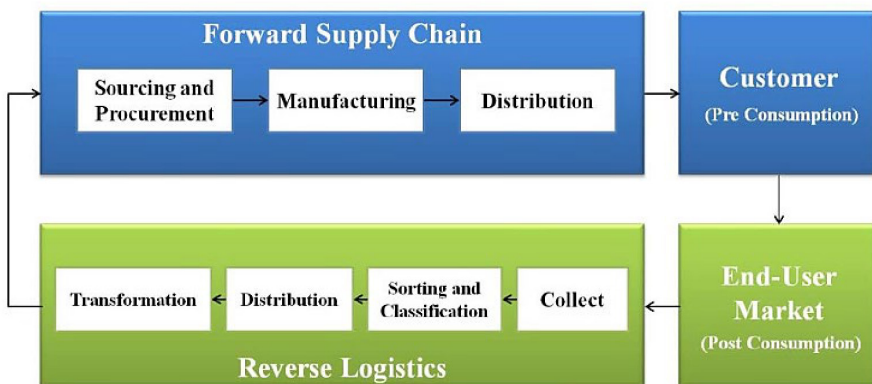 Forward Supply Chain
Sourcing and
Procurement
Manufacturing
Distribution
Customer
(Pre Consumption)
Transformation
Distribution
Sorting and
Classification
Collect
Reverse Logistics
End-User
Market
(Post Consumption)